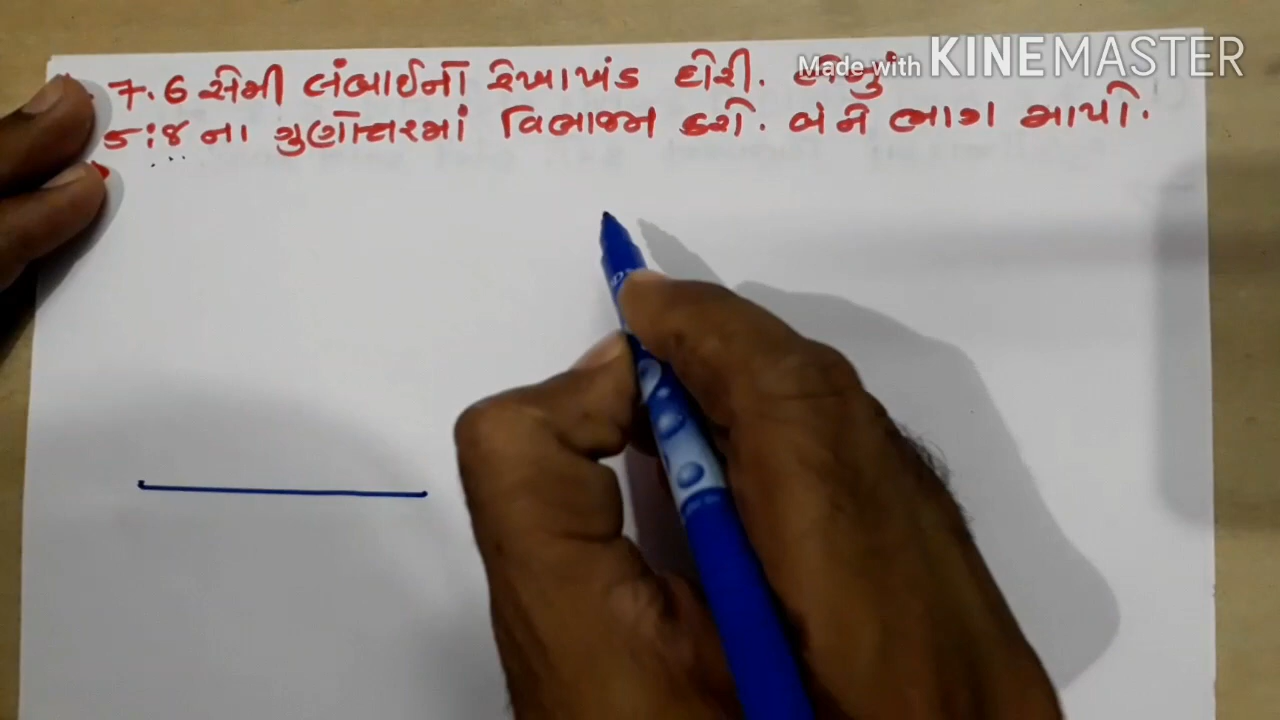 Made with KINEMASTER
7.6 સેમી લંબાઈનો રેખાખંડ દોરી.
5:8 ના ગુણોત્તરમાં વિભાજન કરો. બંને ભાગ માપો.